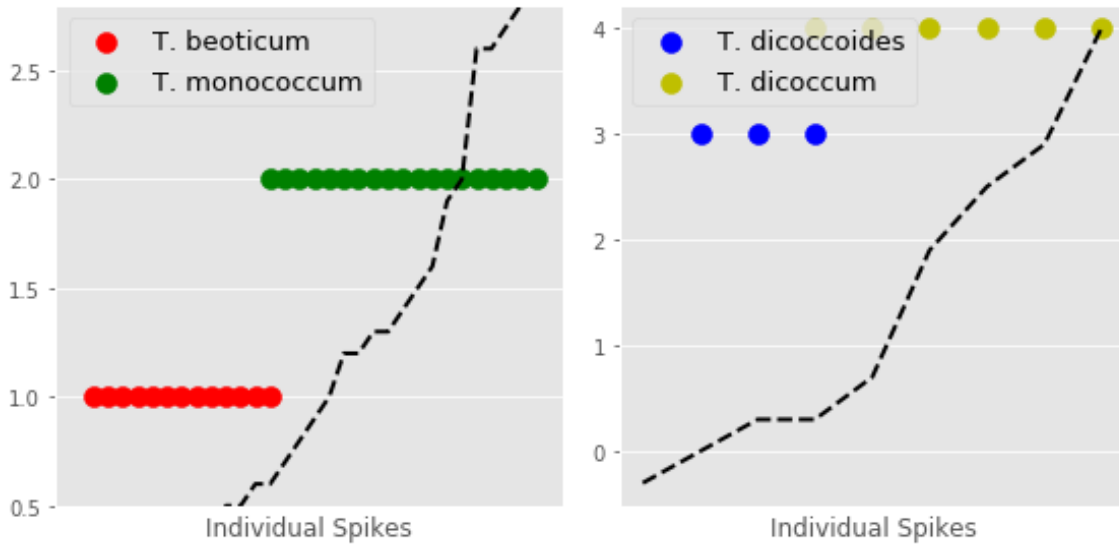 T. beoticum
T. monococcum
2.5
2.0
1.5
1.0
0.5
Individual Spikes
T. dicoccoides
T. dicoccum
4
3
2
1
0
Individual Spikes